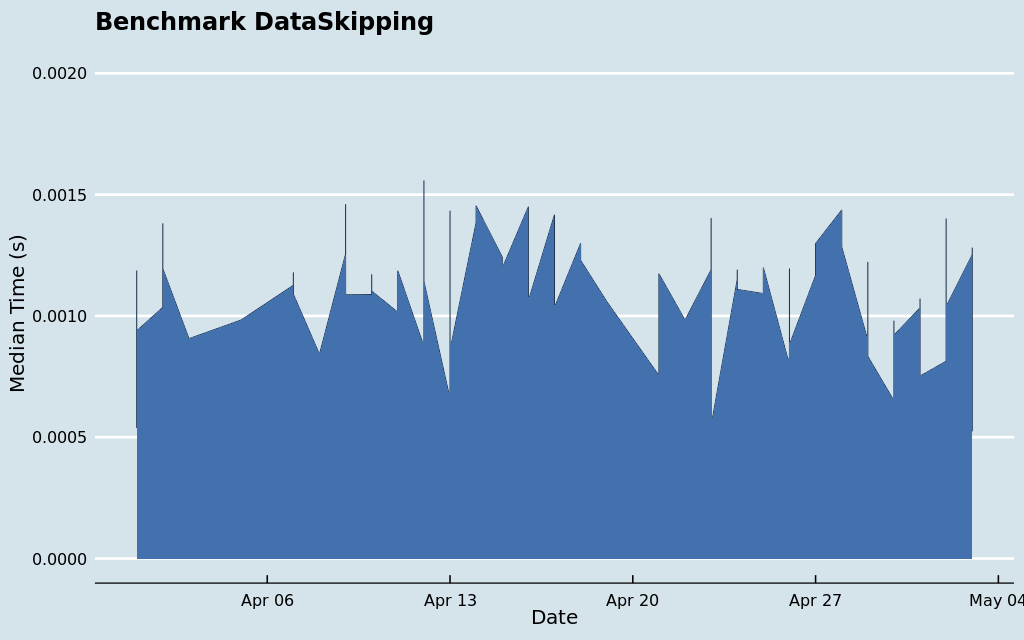 Benchmark DataSkipping
0.0020
0.0015
0.0010
0.0005
0.0000
Median Time (s)
Apr 06 Apr 13 Apr 20 Apr 27 May 04
Date